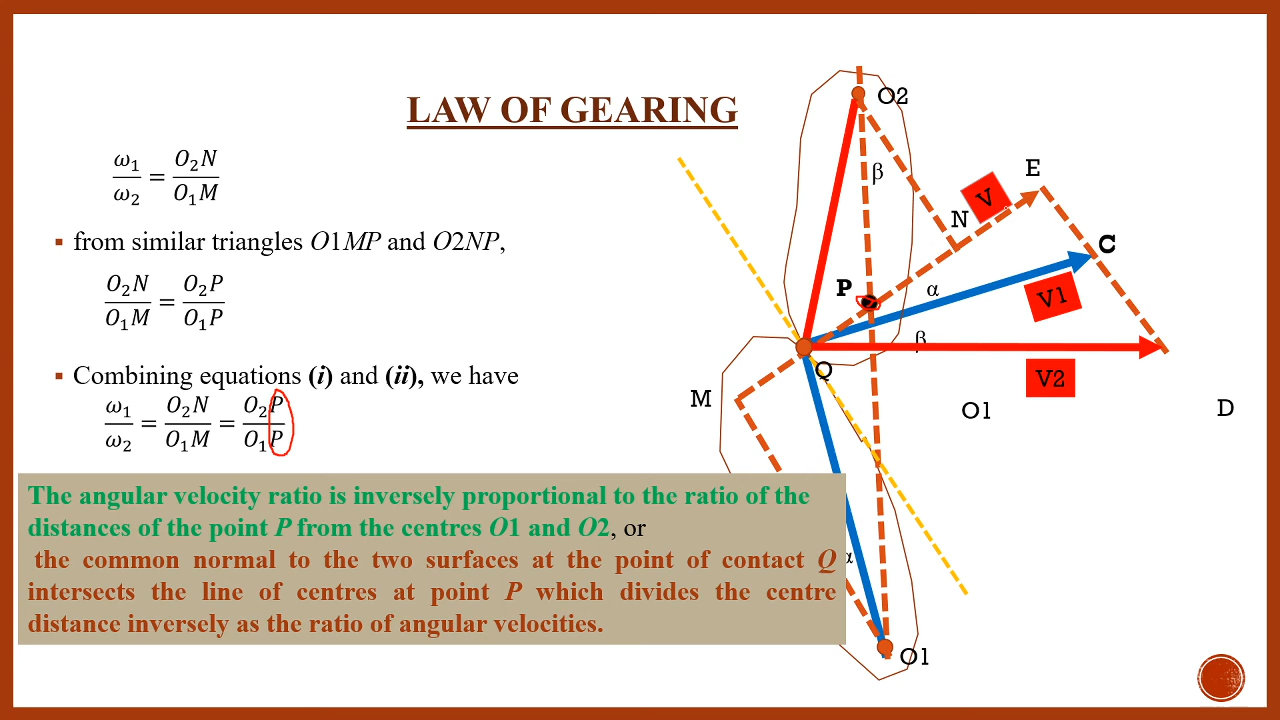 LAW OF GEARING
ω₁/ω₂ = O₂N/O₁M
▪ from similar triangles O1MP and O2NP,
O₂N/O₁M = O₂P/O₁P
▪ Combining equations (i) and (ii), we have
ω₁/ω₂ = O₂N/O₁M = O₂P/O₁P
The angular velocity ratio is inversely proportional to the ratio of the
distances of the point P from the centres O1 and O2, or
the common normal to the two surfaces at the point of contact Q
intersects the line of centres at point P which divides the centre
distance inversely as the ratio of angular velocities.
O2
β
E
V
N
C
P
α
V1
β
Q
V2
M
O1
D
α
O1